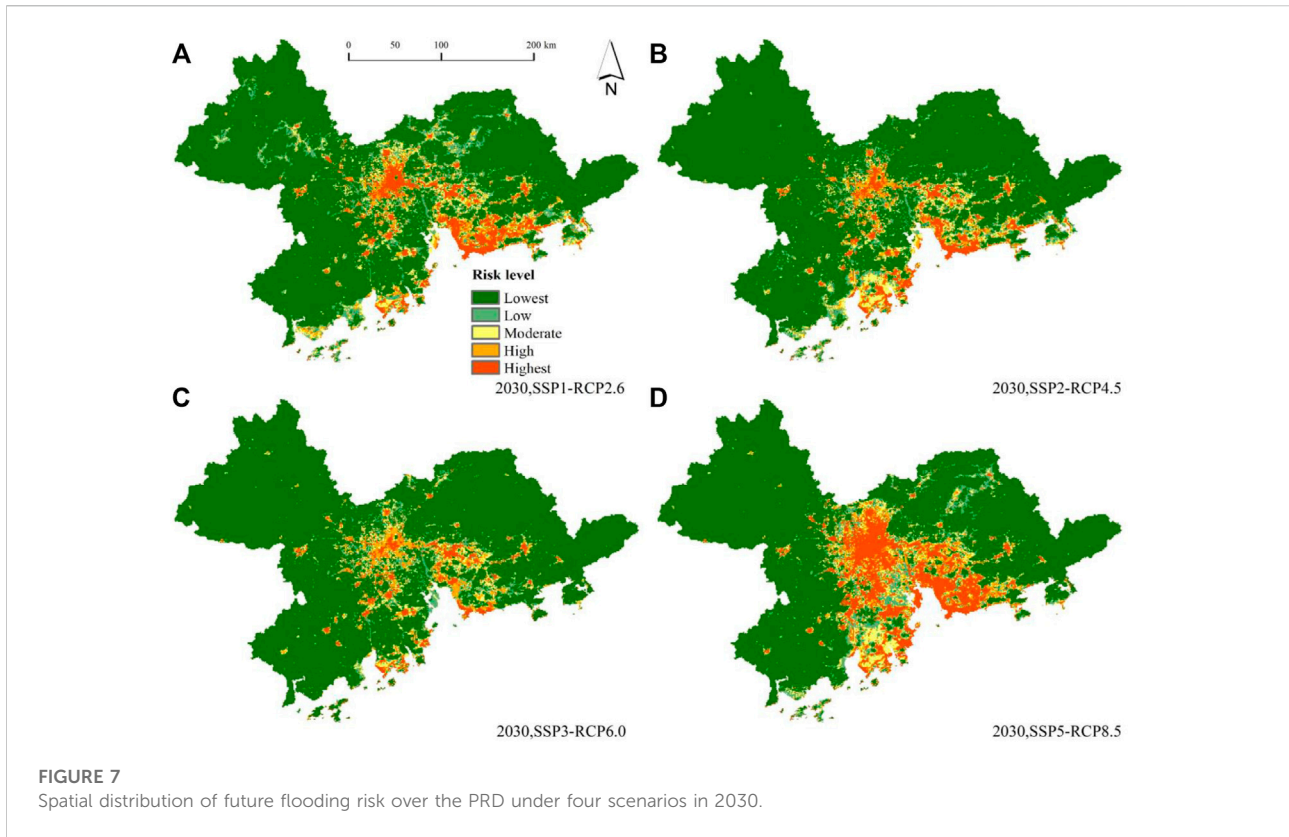 A
0 50 100 200 km
N
B
Risk level
Lowest
Low
Moderate
High
Highest
2030,SSP1-RCP2.6
2030,SSP2-RCP4.5
C
D
2030,SSP3-RCP6.0
2030,SSP5-RCP8.5
FIGURE 7
Spatial distribution of future flooding risk over the PRD under four scenarios in 2030.